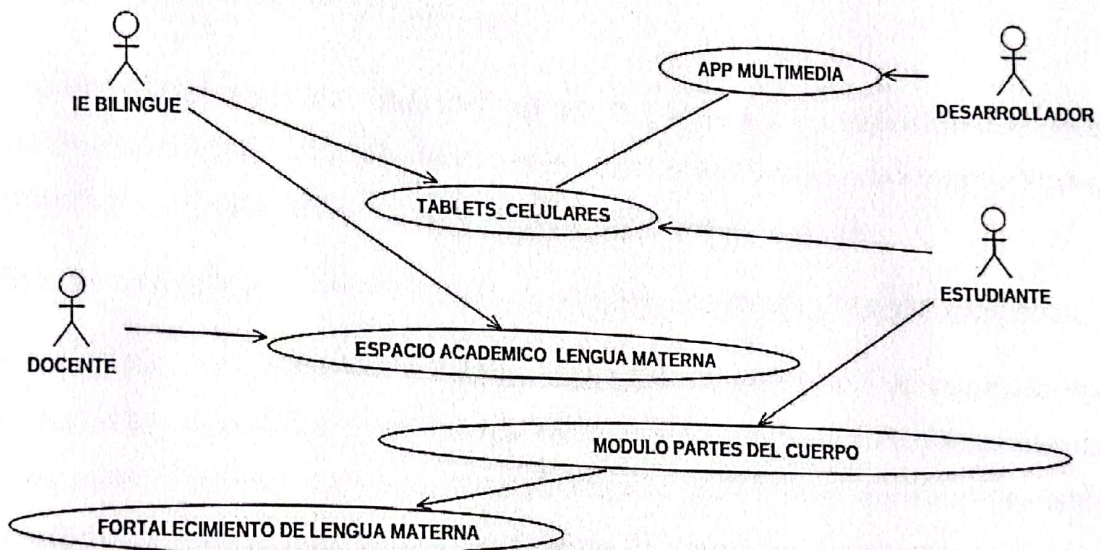 IE BILINGUE
APP MULTIMEDIA
DESARROLLADOR
TABLETS_CELULARES
ESTUDIANTE
DOCENTE
ESPACIO ACADEMICO LENGUA MATERNA
MODULO PARTES DEL CUERPO
FORTALECIMIENTO DE LENGUA MATERNA